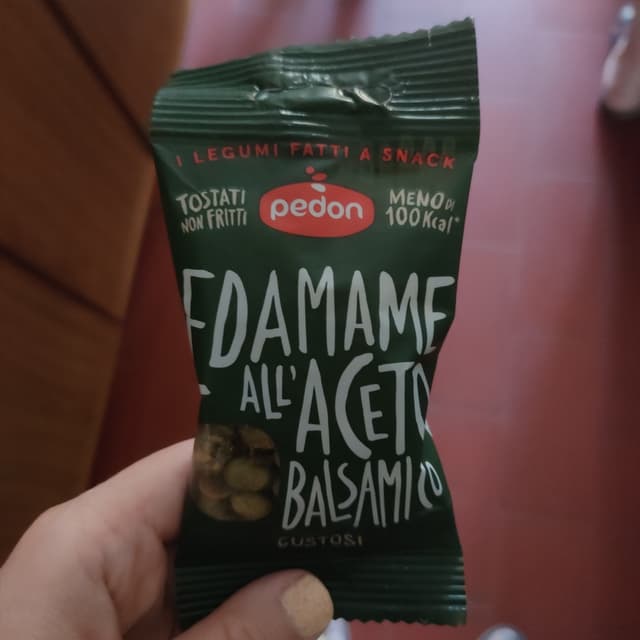 I LEGUMI FATTI A SNACK
TOSTATI
NON FRITTI
pedon
MENO DI
100 Kcal*
EDAMAME
ALL'ACETO
BALSAMICO
GUSTOSI